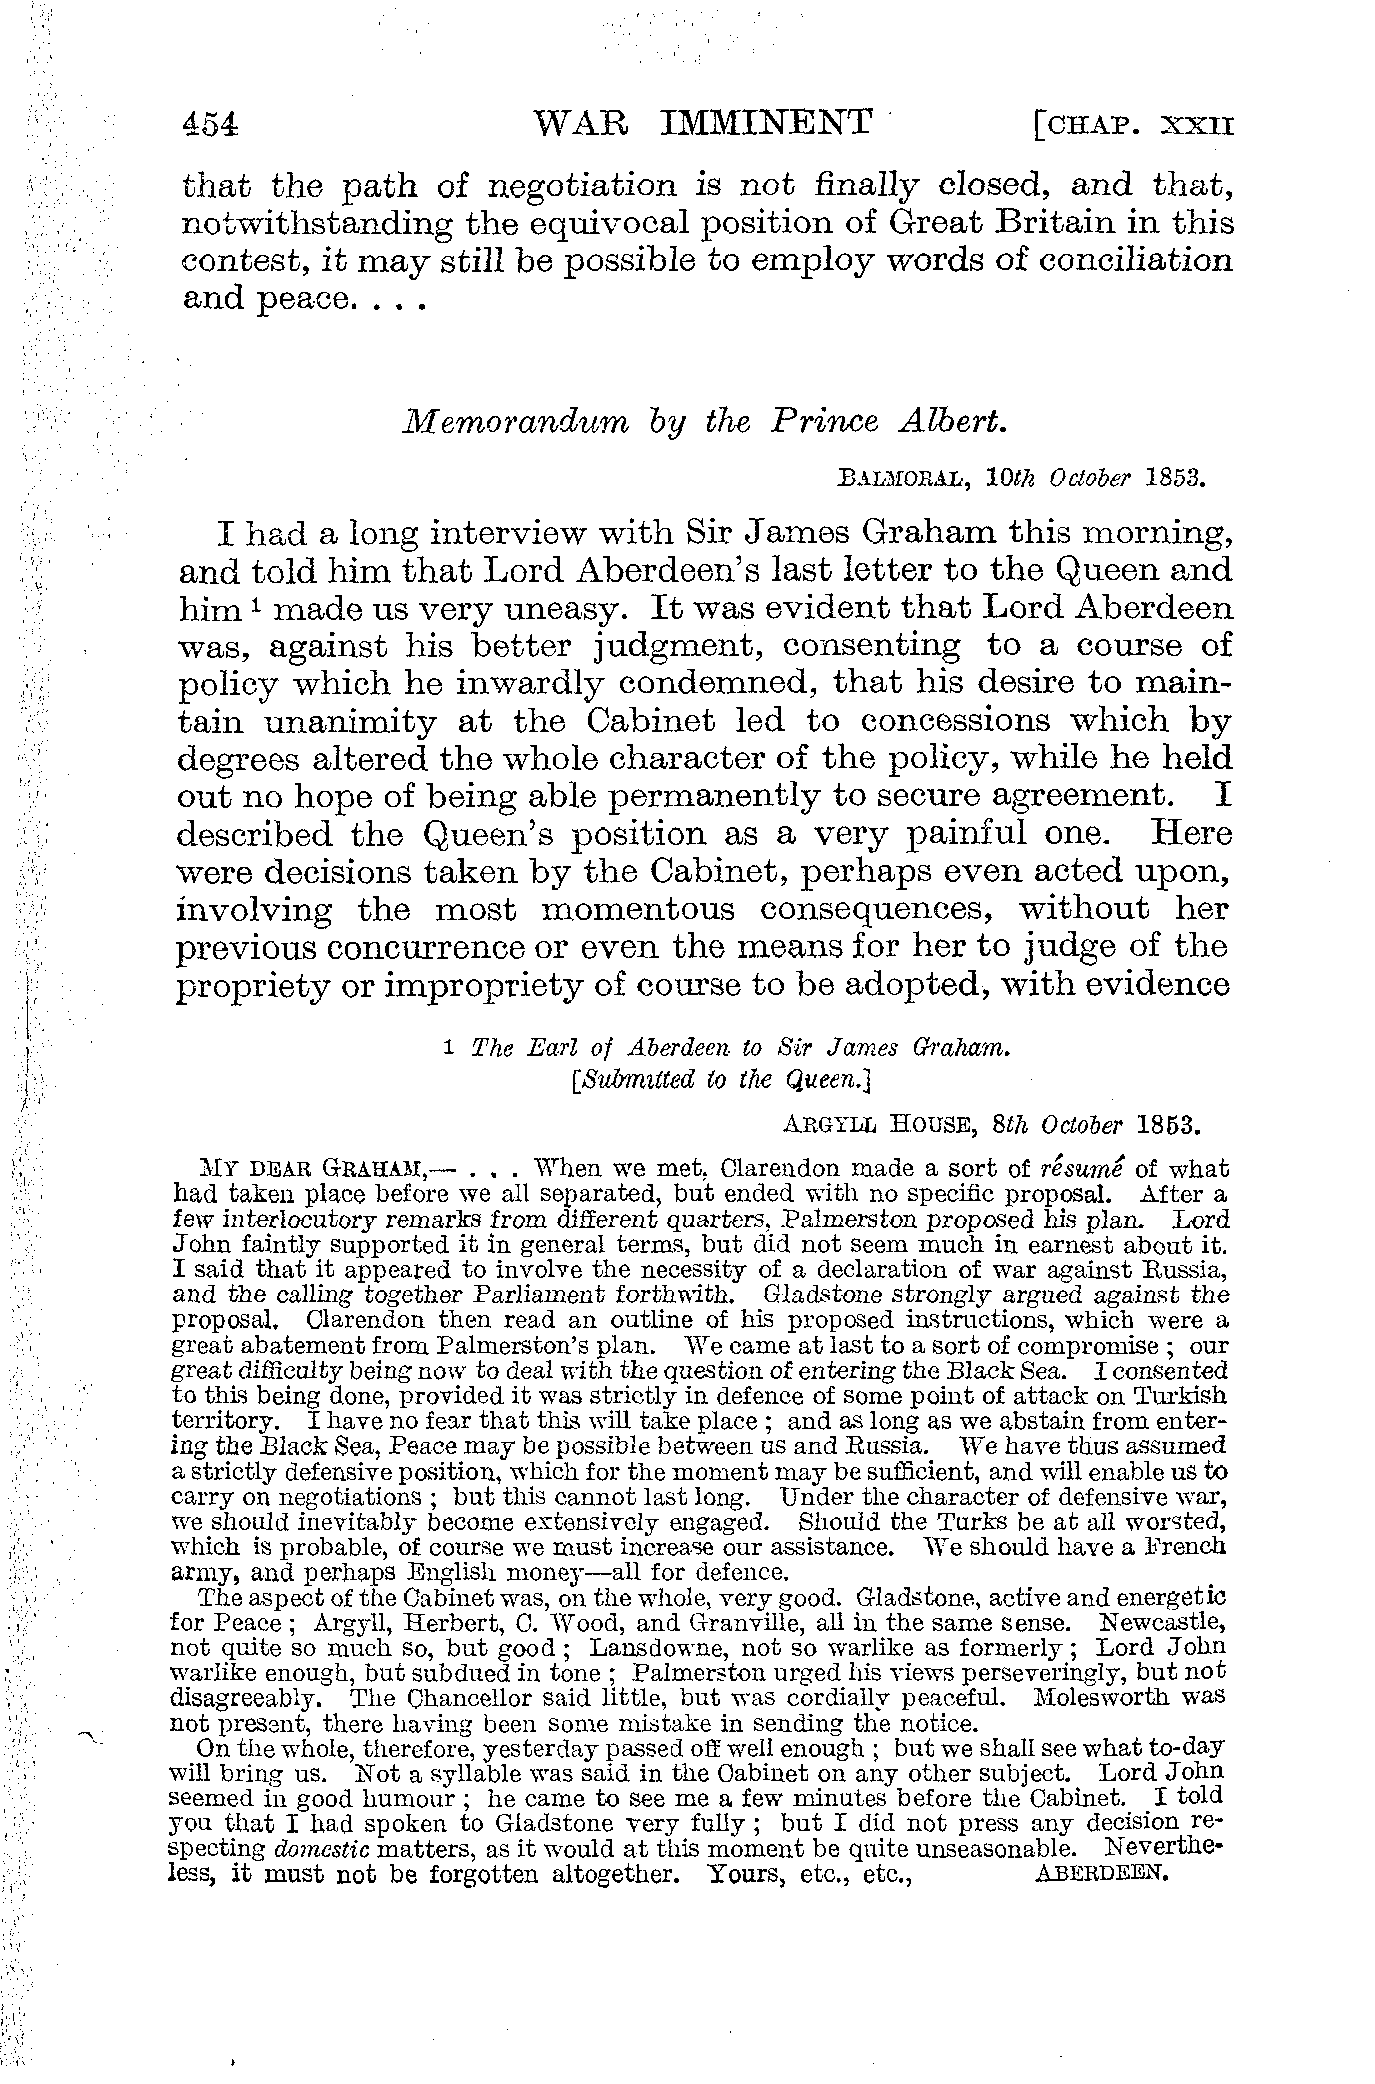 454 WAR IMMINENT [CHAP. XXII
that the path of negotiation is not finally closed, and that,
notwithstanding the equivocal position of Great Britain in this
contest, it may still be possible to employ words of conciliation
and peace. . . .
Memorandum by the Prince Albert.
BALMORAL, 10th October 1853.
I had a long interview with Sir James Graham this morning,
and told him that Lord Aberdeen's last letter to the Queen and
him 1 made us very uneasy. It was evident that Lord Aberdeen
was, against his better judgment, consenting to a course of
policy which he inwardly condemned, that his desire to main-
tain unanimity at the Cabinet led to concessions which by
degrees altered the whole character of the policy, while he held
out no hope of being able permanently to secure agreement. I
described the Queen's position as a very painful one. Here
were decisions taken by the Cabinet, perhaps even acted upon,
involving the most momentous consequences, without her
previous concurrence or even the means for her to judge of the
propriety or impropriety of course to be adopted, with evidence
1 The Earl of Aberdeen to Sir James Graham.
[Submitted to the Queen.]
ARGYLL HOUSE, 8th October 1853.
MY DEAR GRAHAM,— . . . When we met, Clarendon made a sort of résumé of what
had taken place before we all separated, but ended with no specific proposal. After a
few interlocutory remarks from different quarters, Palmerston proposed his plan. Lord
John faintly supported it in general terms, but did not seem much in earnest about it.
I said that it appeared to involve the necessity of a declaration of war against Russia,
and the calling together Parliament forthwith. Gladstone strongly argued against the
proposal. Clarendon then read an outline of his proposed instructions, which were a
great abatement from Palmerston's plan. We came at last to a sort of compromise ; our
great difficulty being now to deal with the question of entering the Black Sea. I consented
to this being done, provided it was strictly in defence of some point of attack on Turkish
territory. I have no fear that this will take place ; and as long as we abstain from enter-
ing the Black Sea, Peace may be possible between us and Russia. We have thus assumed
a strictly defensive position, which for the moment may be sufficient, and will enable us to
carry on negotiations ; but this cannot last long. Under the character of defensive war,
we should inevitably become extensively engaged. Should the Turks be at all worsted,
which is probable, of course we must increase our assistance. We should have a French
army, and perhaps English money—all for defence.
The aspect of the Cabinet was, on the whole, very good. Gladstone, active and energetic
for Peace ; Argyll, Herbert, C. Wood, and Granville, all in the same sense. Newcastle,
not quite so much so, but good ; Lansdowne, not so warlike as formerly ; Lord John
warlike enough, but subdued in tone ; Palmerston urged his views perseveringly, but not
disagreeably. The Chancellor said little, but was cordially peaceful. Molesworth was
not present, there having been some mistake in sending the notice.
On the whole, therefore, yesterday passed off well enough ; but we shall see what to-day
will bring us. Not a syllable was said in the Cabinet on any other subject. Lord John
seemed in good humour ; he came to see me a few minutes before the Cabinet. I told
you that I had spoken to Gladstone very fully ; but I did not press any decision re-
specting domestic matters, as it would at this moment be quite unseasonable. Neverthe-
less, it must not be forgotten altogether. Yours, etc., etc., ABERDEEN.